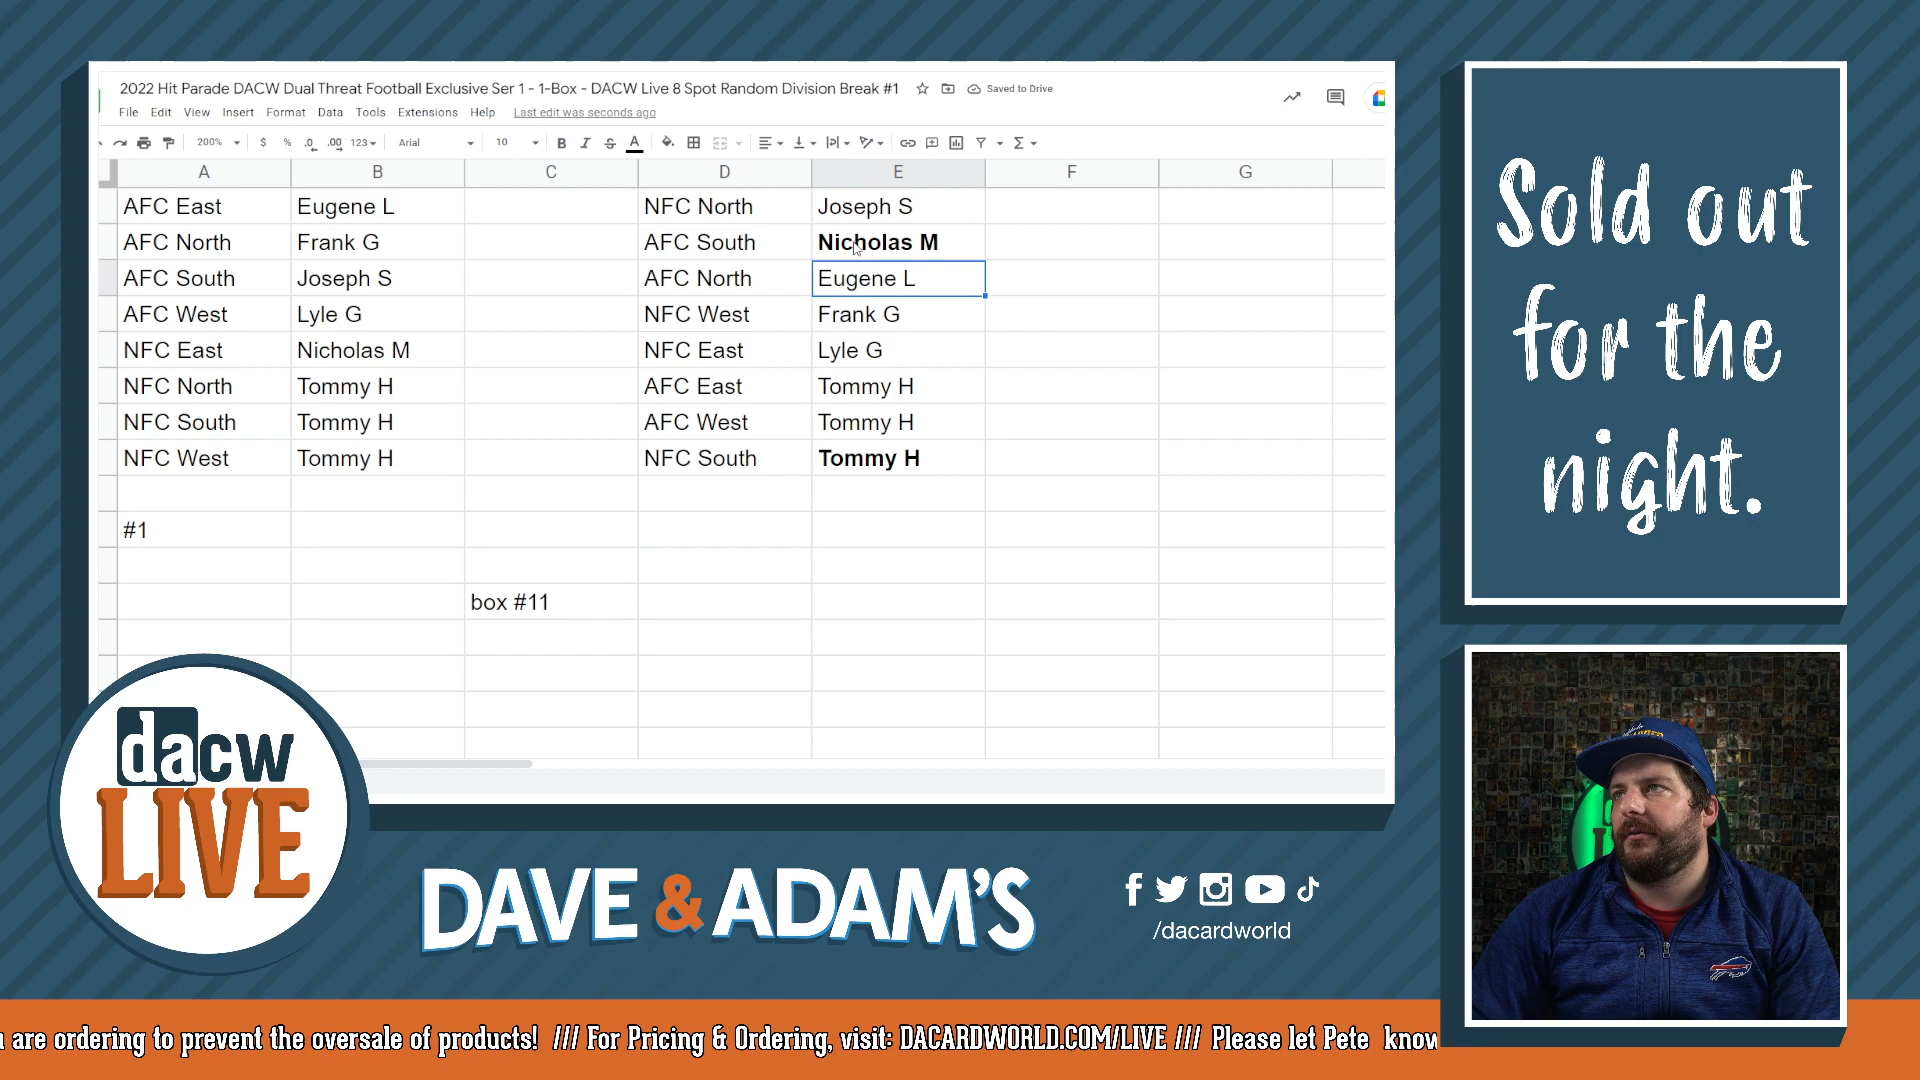 2022 Hit Parade DACW Dual Threat Football Exclusive Ser 1 - 1-Box - DACW Live 8 Spot Random Division Break #1
Saved to Drive
File Edit View Insert Format Data Tools Extensions Help Last edit was seconds ago
200% $ % .0 .00 123 Arial 10 B I S A
A B C D E F G
AFC East Eugene L NFC North Joseph S
AFC North Frank G AFC South Nicholas M
AFC South Joseph S AFC North Eugene L
AFC West Lyle G NFC West Frank G
NFC East Nicholas M NFC East Lyle G
NFC North Tommy H AFC East Tommy H
NFC South Tommy H AFC West Tommy H
NFC West Tommy H NFC South Tommy H
#1
box #11
Sold out
for the
night.
dacw
LIVE
DAVE & ADAM'S
/dacardworld
are ordering to prevent the oversale of products! /// For Pricing & Ordering, visit: DACARDWORLD.COM/LIVE /// Please let Pete know